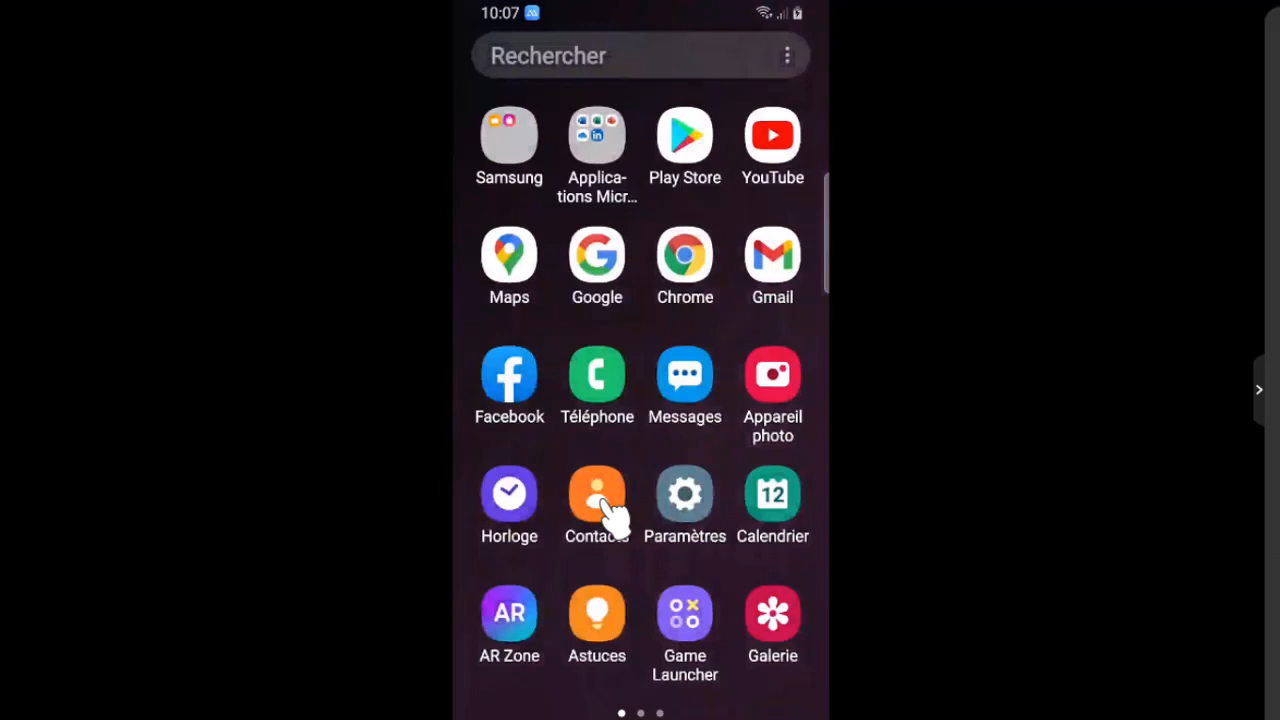 10:07
Rechercher
Samsung
Applica-
tions Micr...
Play Store
YouTube
Maps
Google
Chrome
Gmail
Facebook
Téléphone
Messages
Appareil
photo
Horloge
Contacts
Paramètres
12
Calendrier
AR
AR Zone
Astuces
Game
Launcher
Galerie